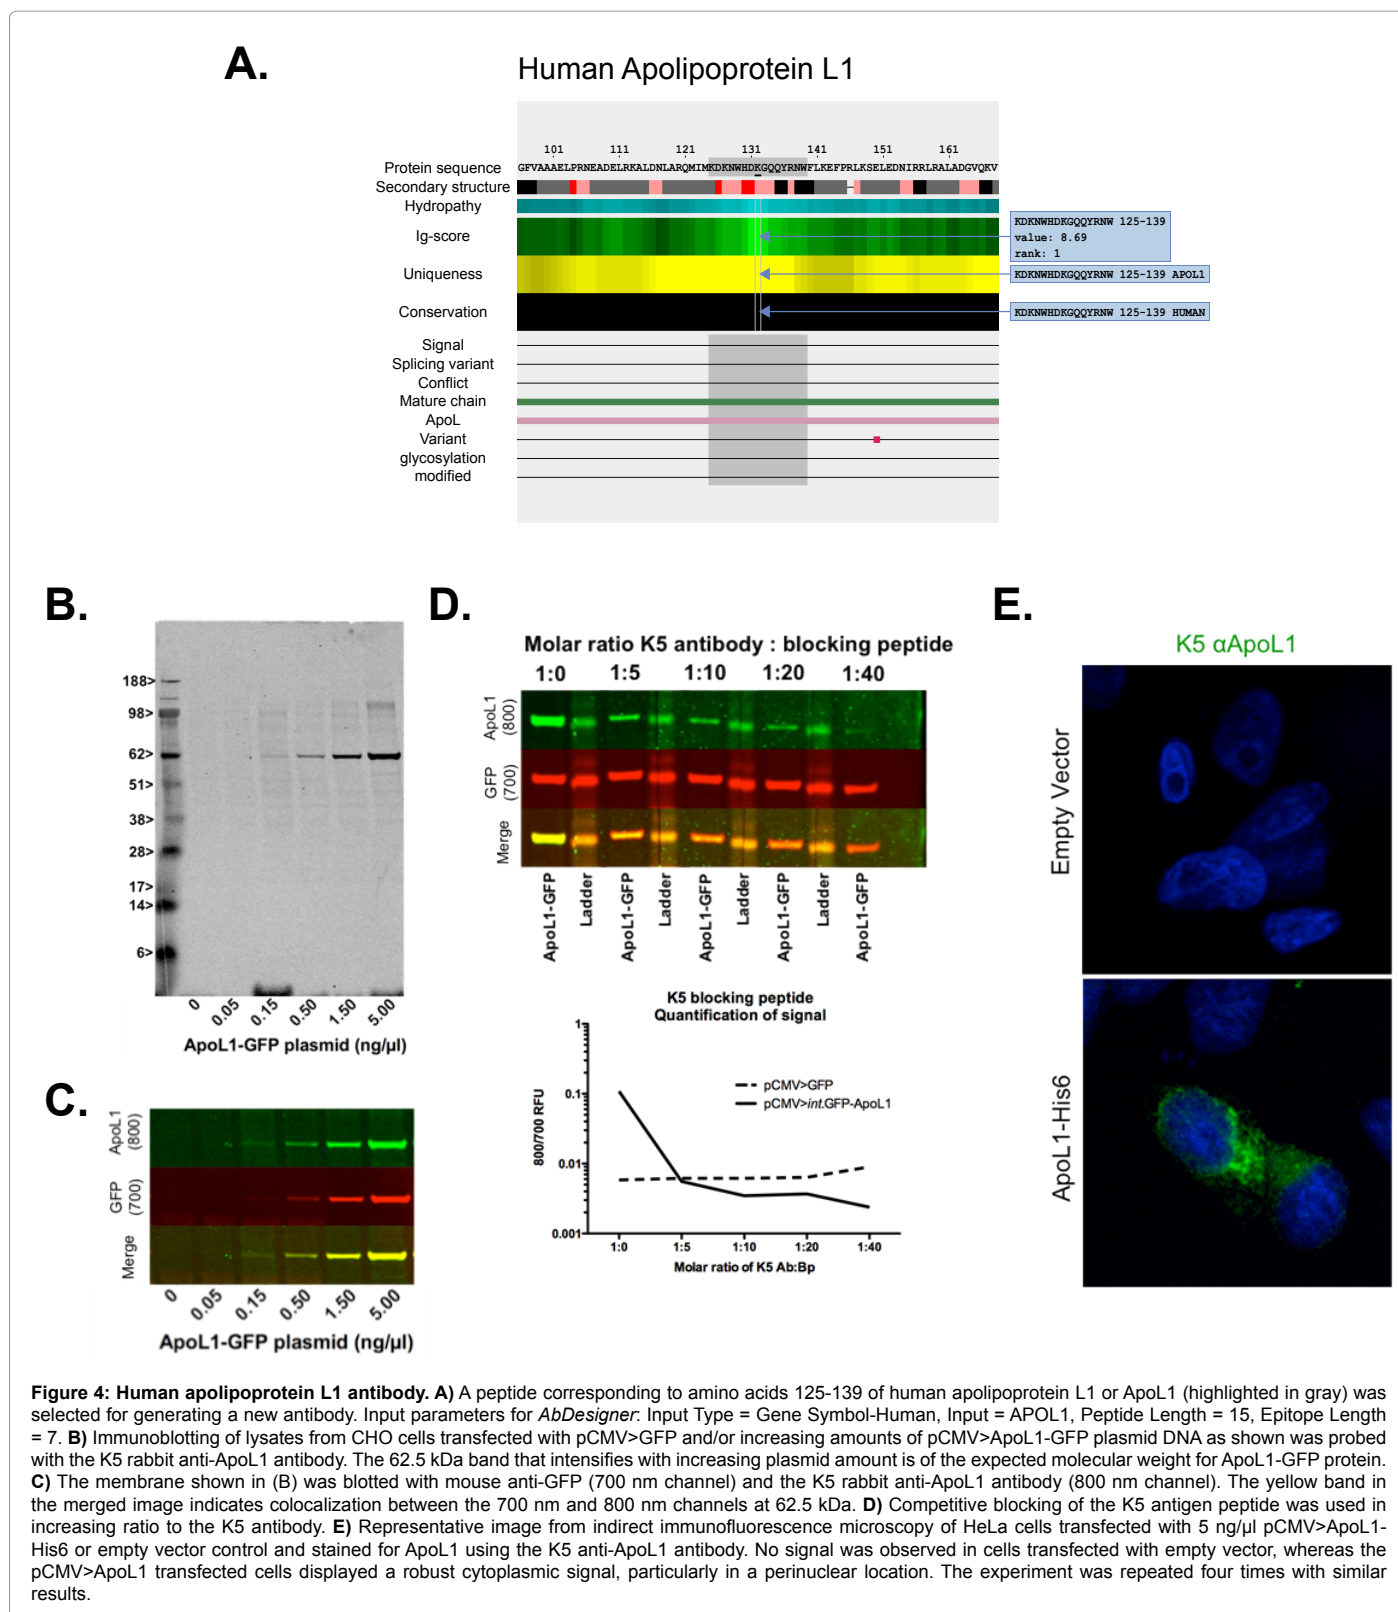 A.
Human Apolipoprotein L1
101 111 121 131 141 151 161
Protein sequence GFVAAAELPRNEADELRKALDNLARQMIMKDKNWHDKGQQYRNWFLKEFPRLKSELEDNIRRLRALADGVQKV
Secondary structure
Hydropathy
Ig-score
Uniqueness
Conservation
Signal
Splicing variant
Conflict
Mature chain
ApoL
Variant
glycosylation
modified
KDKNWHDKGQQYRNW 125-139
value: 8.69
rank: 1
KDKNWHDKGQQYRNW 125-139 APOL1
KDKNWHDKGQQYRNW 125-139 HUMAN
B.
188>
98>
62>
51>
38>
28>
17>
14>
6>
0 0.05 0.15 0.50 1.50 5.00
ApoL1-GFP plasmid (ng/µl)
C.
ApoL1 (800)
GFP (700)
Merge
0 0.05 0.15 0.50 1.50 5.00
ApoL1-GFP plasmid (ng/µl)
D.
Molar ratio K5 antibody : blocking peptide
1:0 1:5 1:10 1:20 1:40
ApoL1 (800)
GFP (700)
Merge
ApoL1-GFP Ladder ApoL1-GFP Ladder ApoL1-GFP Ladder ApoL1-GFP Ladder ApoL1-GFP
K5 blocking peptide
Quantification of signal
800/700 RFU
1
0.1
0.01
0.001
pCMV>GFP
pCMV>int.GFP-ApoL1
1:0 1:5 1:10 1:20 1:40
Molar ratio of K5 Ab:Bp
E.
K5 αApoL1
Empty Vector
ApoL1-His6
Figure 4: Human apolipoprotein L1 antibody. A) A peptide corresponding to amino acids 125-139 of human apolipoprotein L1 or ApoL1 (highlighted in gray) was
selected for generating a new antibody. Input parameters for AbDesigner: Input Type = Gene Symbol-Human, Input = APOL1, Peptide Length = 15, Epitope Length
= 7. B) Immunoblotting of lysates from CHO cells transfected with pCMV>GFP and/or increasing amounts of pCMV>ApoL1-GFP plasmid DNA as shown was probed
with the K5 rabbit anti-ApoL1 antibody. The 62.5 kDa band that intensifies with increasing plasmid amount is of the expected molecular weight for ApoL1-GFP protein.
C) The membrane shown in (B) was blotted with mouse anti-GFP (700 nm channel) and the K5 rabbit anti-ApoL1 antibody (800 nm channel). The yellow band in
the merged image indicates colocalization between the 700 nm and 800 nm channels at 62.5 kDa. D) Competitive blocking of the K5 antigen peptide was used in
increasing ratio to the K5 antibody. E) Representative image from indirect immunofluorescence microscopy of HeLa cells transfected with 5 ng/µl pCMV>ApoL1-
His6 or empty vector control and stained for ApoL1 using the K5 anti-ApoL1 antibody. No signal was observed in cells transfected with empty vector, whereas the
pCMV>ApoL1 transfected cells displayed a robust cytoplasmic signal, particularly in a perinuclear location. The experiment was repeated four times with similar
results.